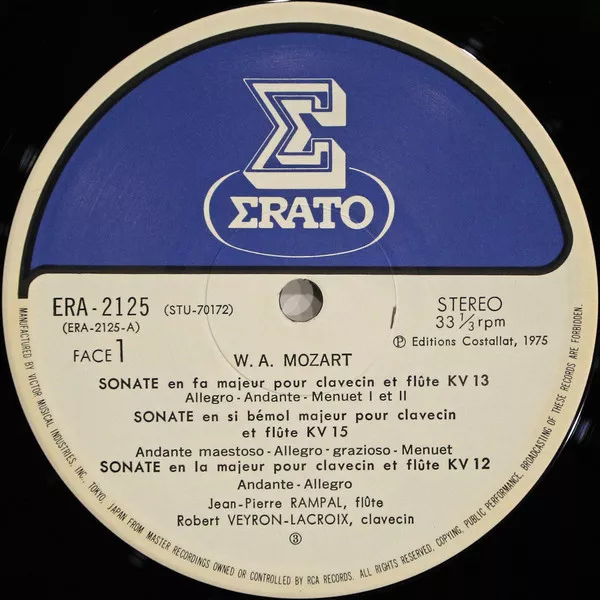 Σ
ΣRATO
ERA-2125 (STU-70172)
(ERA-2125-A)
FACE 1
STEREO
33 1/3 rpm
Ⓟ Editions Costallat, 1975
W. A. MOZART
SONATE en fa majeur pour clavecin et flûte KV 13
Allegro-Andante-Menuet I et II
SONATE en si bémol majeur pour clavecin
et flûte KV 15
Andante maestoso-Allegro-grazioso-Menuet
SONATE en la majeur pour clavecin et flûte KV 12
Andante-Allegro
Jean-Pierre RAMPAL, flûte
Robert VEYRON-LACROIX, clavecin
③
MANUFACTURED BY VICTOR MUSICAL INDUSTRIES, INC. TOKYO, JAPAN FROM MASTER RECORDINGS OWNED OR CONTROLLED BY RCA RECORDS. ALL RIGHTS RESERVED. COPYING, PUBLIC PERFORMANCE, BROADCASTING OF THESE RECORDS ARE FORBIDDEN.